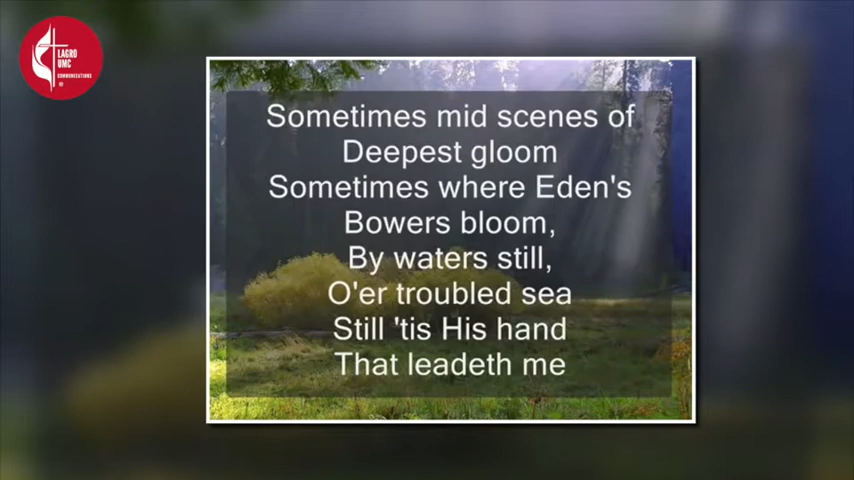 LAGRO
UMC
COMMUNICATIONS
Sometimes mid scenes of
Deepest gloom
Sometimes where Eden's
Bowers bloom,
By waters still,
O'er troubled sea
Still 'tis His hand
That leadeth me